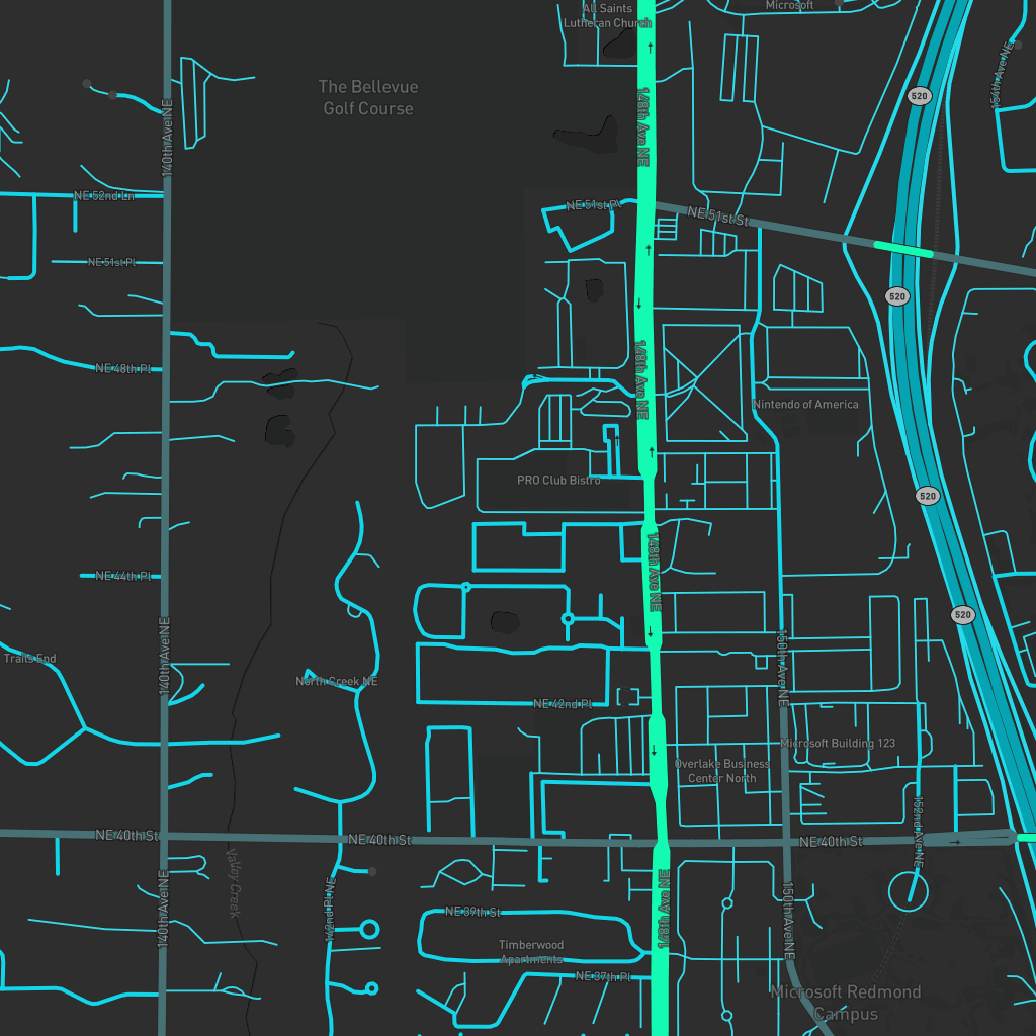 All Saints
Lutheran Church
Microsoft
154th Ave NE
The Bellevue
Golf Course
520
148th Ave NE
140th Ave NE
NE 52nd Ln
NE 51st Pl
NE 51st St
NE 51st Pl
520
NE 48th Pl
148th Ave NE
Nintendo of America
PRO Club Bistro
520
148th Ave NE
NE 44th Pl
520
140th Ave NE
150th Ave NE
Trails End
North Creek NE
NE 42nd Pl
Microsoft Building 123
Overlake Business
Center North
152nd Ave NE
NE 40th St
NE 40th St
NE 40th St
Valley Creek
140th Ave NE
142nd Pl NE
148th Ave NE
150th Ave NE
NE 39th St
Timberwood
Apartments
NE 37th Pl
Microsoft Redmond
Campus